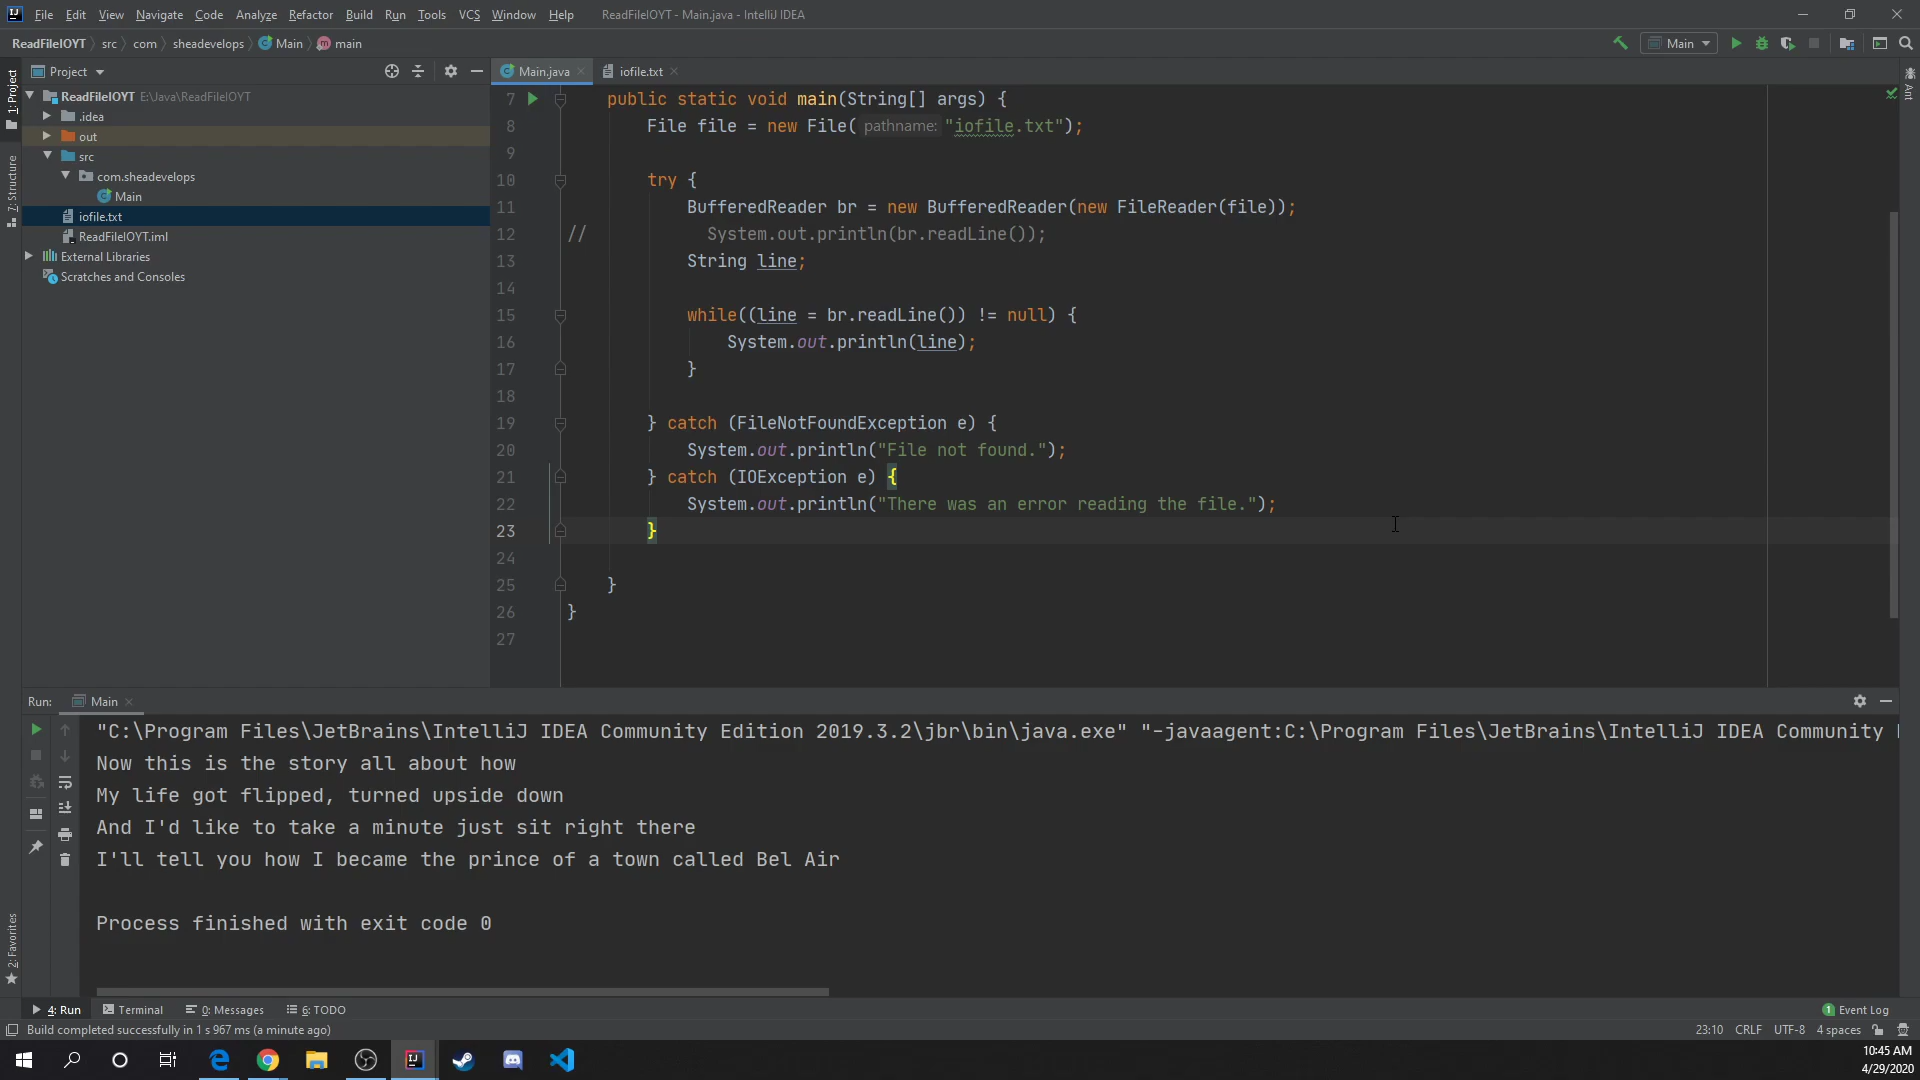 File Edit View Navigate Code Analyze Refactor Build Run Tools VCS Window Help ReadFileIOYT - Main.java - IntelliJ IDEA
ReadFileIOYT src com sheadevelops Main main
Main
Project
Main.java
iofile.txt
1: Project
7: Structure
2: Favorites
Ant
ReadFileIOYT E:\Java\ReadFileIOYT
.idea
out
src
com.sheadevelops
Main
iofile.txt
ReadFileIOYT.iml
External Libraries
Scratches and Consoles
7 public static void main(String[] args) {
8 File file = new File( pathname: "iofile.txt");
9
10 try {
11 BufferedReader br = new BufferedReader(new FileReader(file));
12 // System.out.println(br.readLine());
13 String line;
14
15 while((line = br.readLine()) != null) {
16 System.out.println(line);
17 }
18
19 } catch (FileNotFoundException e) {
20 System.out.println("File not found.");
21 } catch (IOException e) {
22 System.out.println("There was an error reading the file.");
23 }
24
25 }
26 }
27
Run: Main
"C:\Program Files\JetBrains\IntelliJ IDEA Community Edition 2019.3.2\jbr\bin\java.exe" "-javaagent:C:\Program Files\JetBrains\IntelliJ IDEA Community
Now this is the story all about how
My life got flipped, turned upside down
And I'd like to take a minute just sit right there
I'll tell you how I became the prince of a town called Bel Air
Process finished with exit code 0
4: Run Terminal 0: Messages 6: TODO
1 Event Log
Build completed successfully in 1 s 967 ms (a minute ago)
23:10 CRLF UTF-8 4 spaces
10:45 AM
4/29/2020